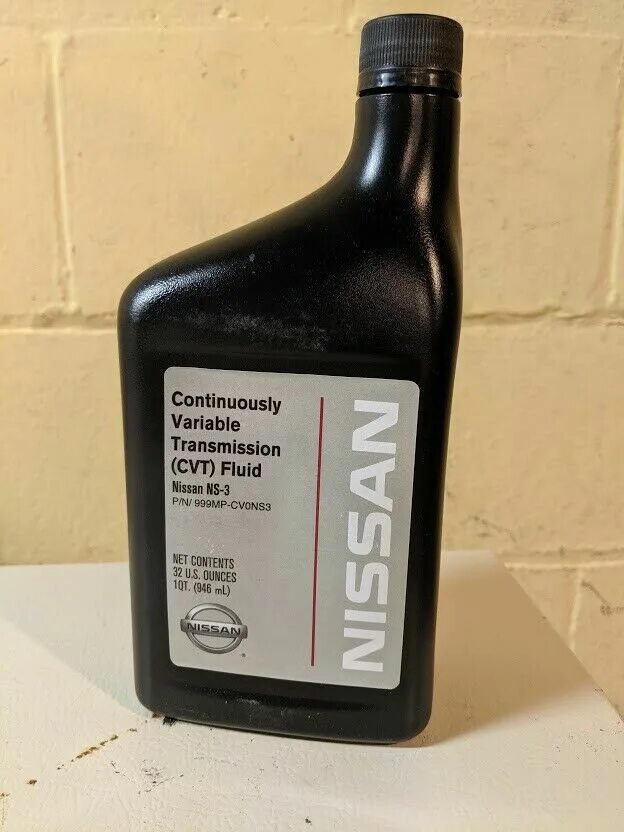 Continuously
Variable
Transmission
(CVT) Fluid
Nissan NS-3
P/N/ 999MP-CV0NS3
NET CONTENTS
32 U.S. OUNCES
1QT. (946 mL)
NISSAN
®
NISSAN